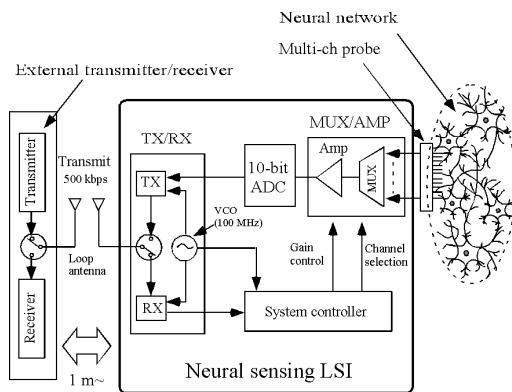 Neural network
Multi-ch probe
External transmitter/receiver
MUX/AMP
TX/RX
Transmitter
Transmit
500 kbps
TX
10-bit
ADC
Amp
MUX
VCO
(100 MHz)
Loop
antenna
Gain
control
Channel
selection
Receiver
RX
System controller
1 m~
Neural sensing LSI